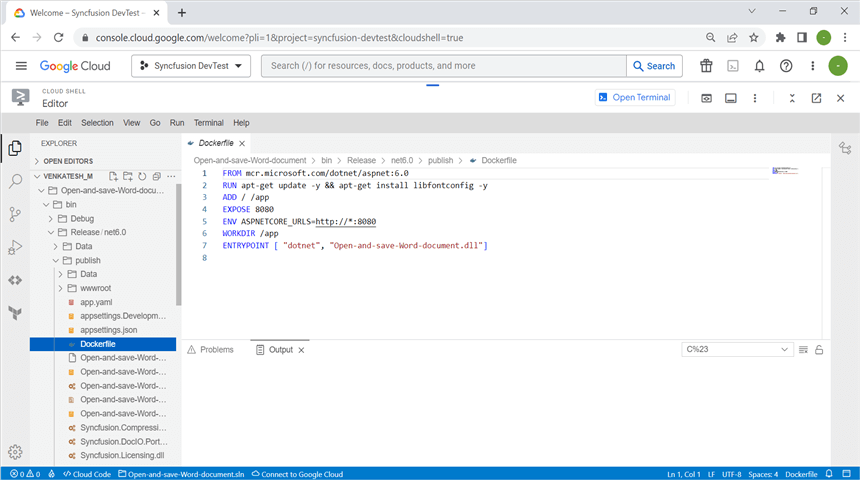 Welcome – Syncfusion DevTest –
console.cloud.google.com/welcome?pli=1&project=syncfusion-devtest&cloudshell=true
Google Cloud
Syncfusion DevTest
Search (/) for resources, docs, products, and more
Search
CLOUD SHELL
Editor
Open Terminal
File Edit Selection View Go Run Terminal Help
EXPLORER
OPEN EDITORS
VENKATESH_M
Open-and-save-Word-docu...
bin
Debug
Release / net6.0
Data
publish
Data
wwwroot
app.yaml
appsettings.Developm...
appsettings.json
Dockerfile
Open-and-save-Word-...
Open-and-save-Word-...
Open-and-save-Word-...
Open-and-save-Word-...
Open-and-save-Word-...
Syncfusion.Compressi...
Syncfusion.DocIO.Port...
Syncfusion.Licensing.dll
Dockerfile
Open-and-save-Word-document > bin > Release > net6.0 > publish > Dockerfile
1 FROM mcr.microsoft.com/dotnet/aspnet:6.0
2 RUN apt-get update -y && apt-get install libfontconfig -y
3 ADD / /app
4 EXPOSE 8080
5 ENV ASPNETCORE_URLS=http://*:8080
6 WORKDIR /app
7 ENTRYPOINT [ "dotnet", "Open-and-save-Word-document.dll"]
8
Problems
Output
C%23
0 0 Cloud Code Open-and-save-Word-document.sln Connect to Google Cloud Ln 1, Col 1 LF UTF-8 Spaces: 4 Dockerfile